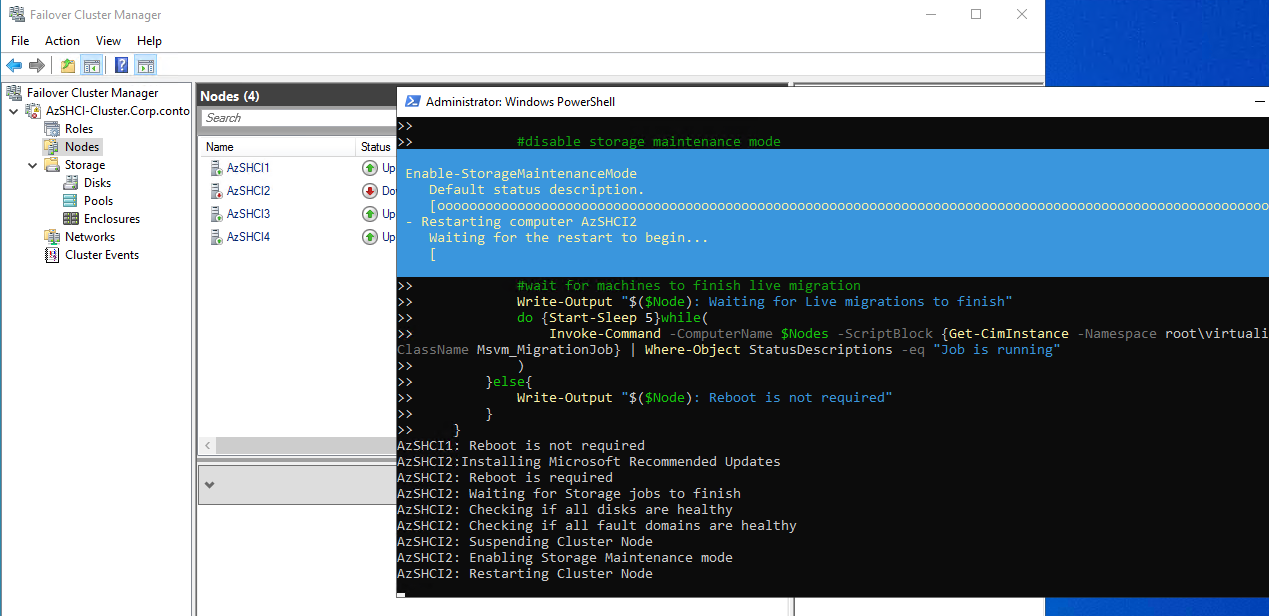 Failover Cluster Manager
File Action View Help
Failover Cluster Manager
AzSHCI-Cluster.Corp.conto
Roles
Nodes
Storage
Disks
Pools
Enclosures
Networks
Cluster Events
Nodes (4)
Search
Name Status
AzSHCI1 Up
AzSHCI2 Do
AzSHCI3 Up
AzSHCI4 Up
Administrator: Windows PowerShell
>>
>> #disable storage maintenance mode
Enable-StorageMaintenanceMode
Default status description.
[oooooooooooooooooooooooooooooooooooooooooooooooooooooooooooooooooooooooooooooooooooooooooooooooooooooooo
- Restarting computer AzSHCI2
Waiting for the restart to begin...
[
>> #wait for machines to finish live migration
>> Write-Output "$($Node): Waiting for Live migrations to finish"
>> do {Start-Sleep 5}while(
>> Invoke-Command -ComputerName $Nodes -ScriptBlock {Get-CimInstance -Namespace root\virtuali
ClassName Msvm_MigrationJob} | Where-Object StatusDescriptions -eq "Job is running"
>> )
>> }else{
>> Write-Output "$($Node): Reboot is not required"
>> }
>> }
AzSHCI1: Reboot is not required
AzSHCI2:Installing Microsoft Recommended Updates
AzSHCI2: Reboot is required
AzSHCI2: Waiting for Storage jobs to finish
AzSHCI2: Checking if all disks are healthy
AzSHCI2: Checking if all fault domains are healthy
AzSHCI2: Suspending Cluster Node
AzSHCI2: Enabling Storage Maintenance mode
AzSHCI2: Restarting Cluster Node